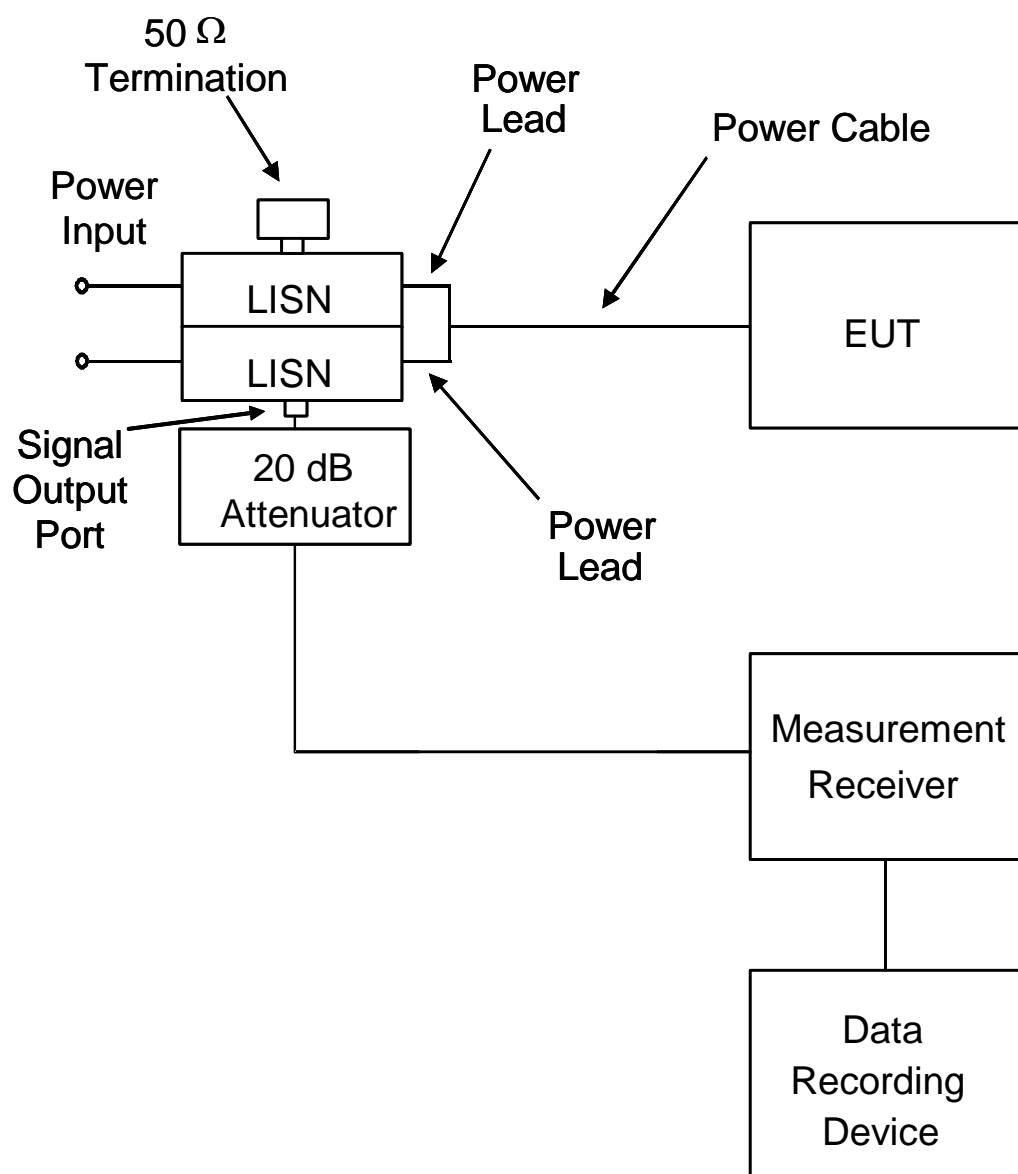 50 Ω
Termination
Power
Lead
Power Cable
Power
Input
LISN
LISN
EUT
Signal
Output
Port
20 dB
Attenuator
Power
Lead
Measurement
Receiver
Data
Recording
Device